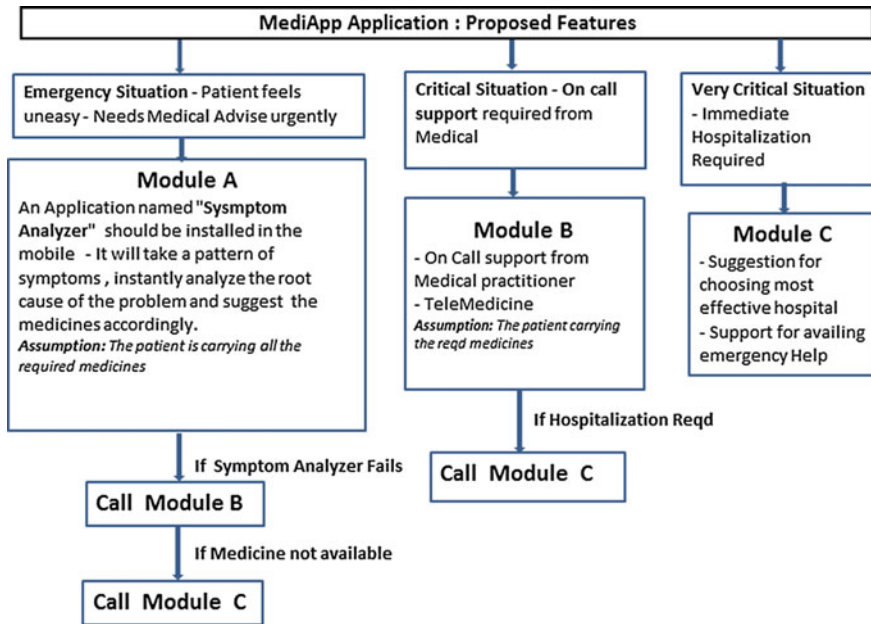 MediApp Application : Proposed Features
Emergency Situation - Patient feels
uneasy - Needs Medical Advise urgently
Module A
An Application named "Sysmptom
Analyzer" should be installed in the
mobile - It will take a pattern of
symptoms , instantly analyze the root
cause of the problem and suggest the
medicines accordingly.
Assumption: The patient is carrying all the
required medicines
If Symptom Analyzer Fails
Call Module B
If Medicine not available
Call Module C
Critical Situation - On call
support required from
Medical
Module B
- On Call support from
Medical practitioner
- TeleMedicine
Assumption: The patient carrying
the reqd medicines
If Hospitalization Reqd
Call Module C
Very Critical Situation
- Immediate
Hospitalization
Required
Module C
- Suggestion for
choosing most
effective hospital
- Support for availing
emergency Help